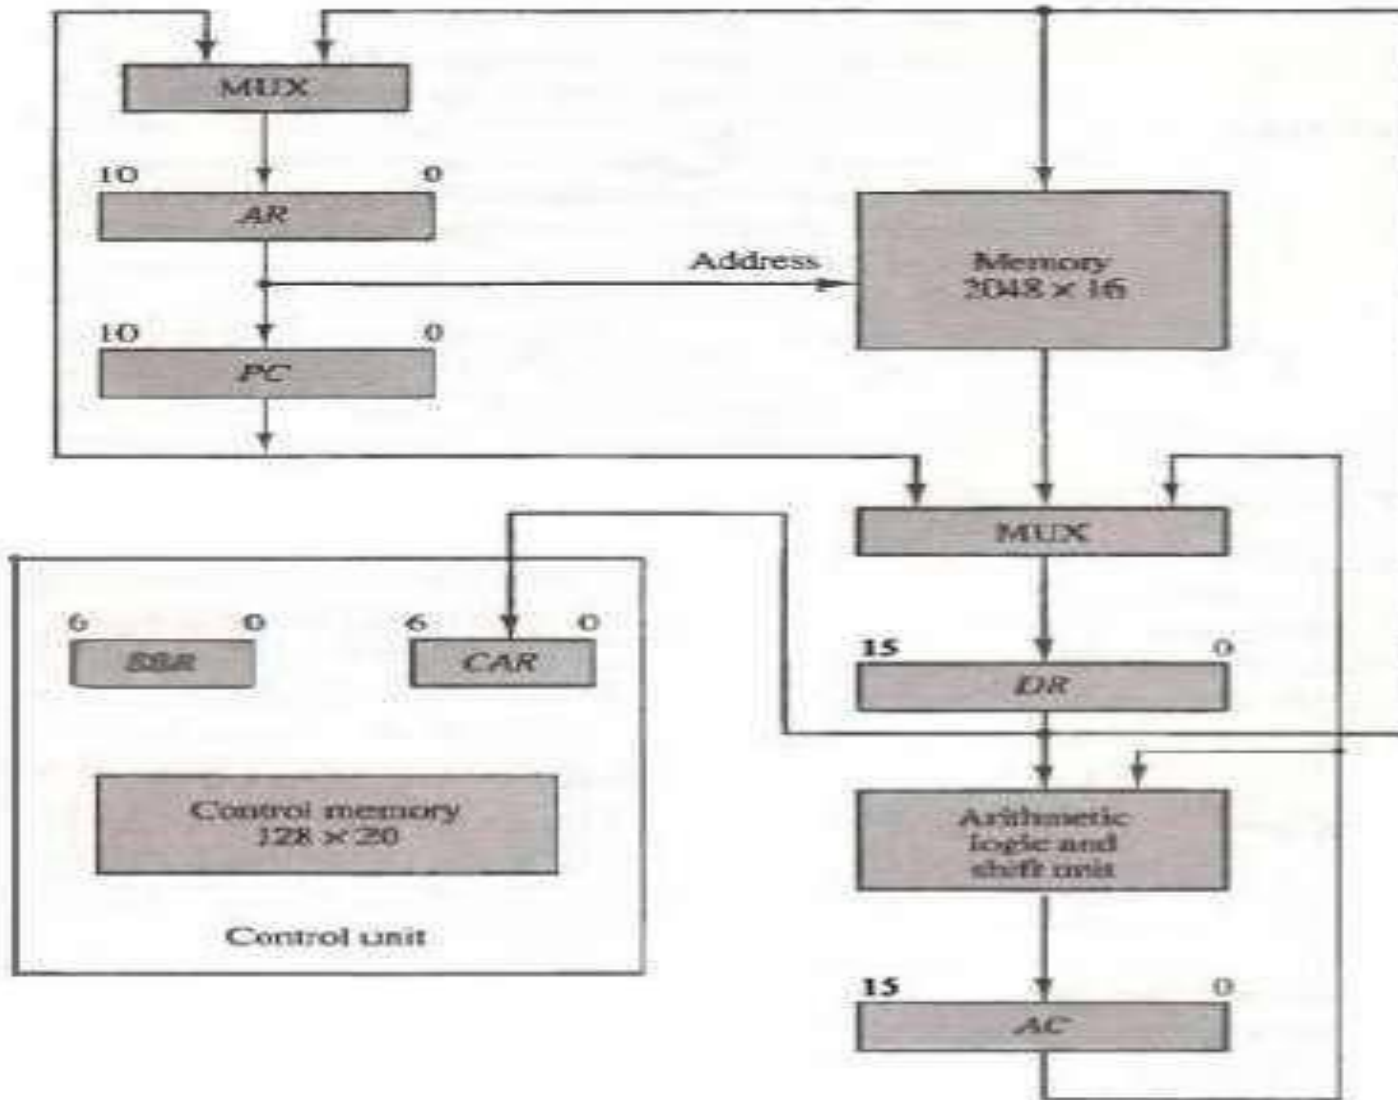 MUX
10 0
AR
Address
Memory
2048 × 16
10 0
PC
MUX
6 0
SBR
6 0
CAR
15 0
DR
Control memory
128 × 20
Arithmetic
logic and
shift unit
Control unit
15 0
AC